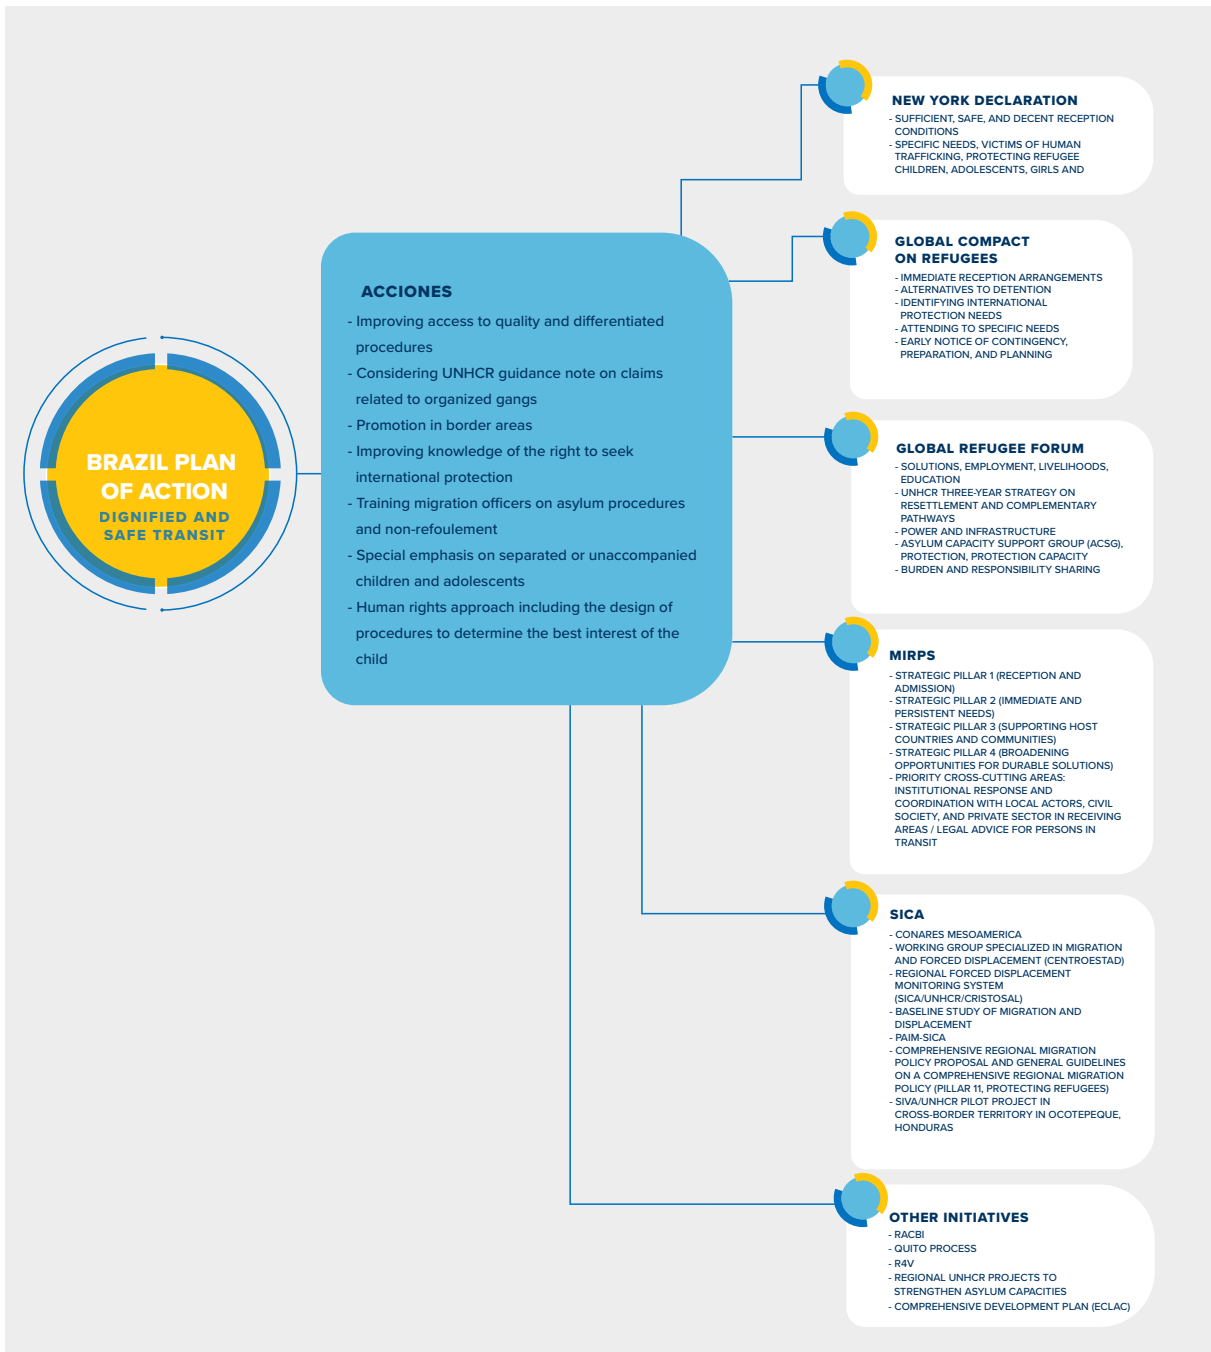 BRAZIL PLAN
OF ACTION
DIGNIFIED AND
SAFE TRANSIT
ACCIONES
- Improving access to quality and differentiated
procedures
- Considering UNHCR guidance note on claims
related to organized gangs
- Promotion in border areas
- Improving knowledge of the right to seek
international protection
- Training migration officers on asylum procedures
and non-refoulement
- Special emphasis on separated or unaccompanied
children and adolescents
- Human rights approach including the design of
procedures to determine the best interest of the
child
NEW YORK DECLARATION
- SUFFICIENT, SAFE, AND DECENT RECEPTION
CONDITIONS
- SPECIFIC NEEDS, VICTIMS OF HUMAN
TRAFFICKING, PROTECTING REFUGEE
CHILDREN, ADOLESCENTS, GIRLS AND
GLOBAL COMPACT
ON REFUGEES
- IMMEDIATE RECEPTION ARRANGEMENTS
- ALTERNATIVES TO DETENTION
- IDENTIFYING INTERNATIONAL
PROTECTION NEEDS
- ATTENDING TO SPECIFIC NEEDS
- EARLY NOTICE OF CONTINGENCY,
PREPARATION, AND PLANNING
GLOBAL REFUGEE FORUM
- SOLUTIONS, EMPLOYMENT, LIVELIHOODS,
EDUCATION
- UNHCR THREE-YEAR STRATEGY ON
RESETTLEMENT AND COMPLEMENTARY
PATHWAYS
- POWER AND INFRASTRUCTURE
- ASYLUM CAPACITY SUPPORT GROUP (ACSG),
PROTECTION, PROTECTION CAPACITY
- BURDEN AND RESPONSIBILITY SHARING
MIRPS
- STRATEGIC PILLAR 1 (RECEPTION AND
ADMISSION)
- STRATEGIC PILLAR 2 (IMMEDIATE AND
PERSISTENT NEEDS)
- STRATEGIC PILLAR 3 (SUPPORTING HOST
COUNTRIES AND COMMUNITIES)
- STRATEGIC PILLAR 4 (BROADENING
OPPORTUNITIES FOR DURABLE SOLUTIONS)
- PRIORITY CROSS-CUTTING AREAS:
INSTITUTIONAL RESPONSE AND
COORDINATION WITH LOCAL ACTORS, CIVIL
SOCIETY, AND PRIVATE SECTOR IN RECEIVING
AREAS / LEGAL ADVICE FOR PERSONS IN
TRANSIT
SICA
- CONARES MESOAMERICA
- WORKING GROUP SPECIALIZED IN MIGRATION
AND FORCED DISPLACEMENT (CENTROESTAD)
- REGIONAL FORCED DISPLACEMENT
MONITORING SYSTEM
(SICA/UNHCR/CRISTOSAL)
- BASELINE STUDY OF MIGRATION AND
DISPLACEMENT
- PAIM-SICA
- COMPREHENSIVE REGIONAL MIGRATION
POLICY PROPOSAL AND GENERAL GUIDELINES
ON A COMPREHENSIVE REGIONAL MIGRATION
POLICY (PILLAR 11, PROTECTING REFUGEES)
- SIVA/UNHCR PILOT PROJECT IN
CROSS-BORDER TERRITORY IN OCOTEPEQUE,
HONDURAS
OTHER INITIATIVES
- RACBI
- QUITO PROCESS
- R4V
- REGIONAL UNHCR PROJECTS TO
STRENGTHEN ASYLUM CAPACITIES
- COMPREHENSIVE DEVELOPMENT PLAN (ECLAC)